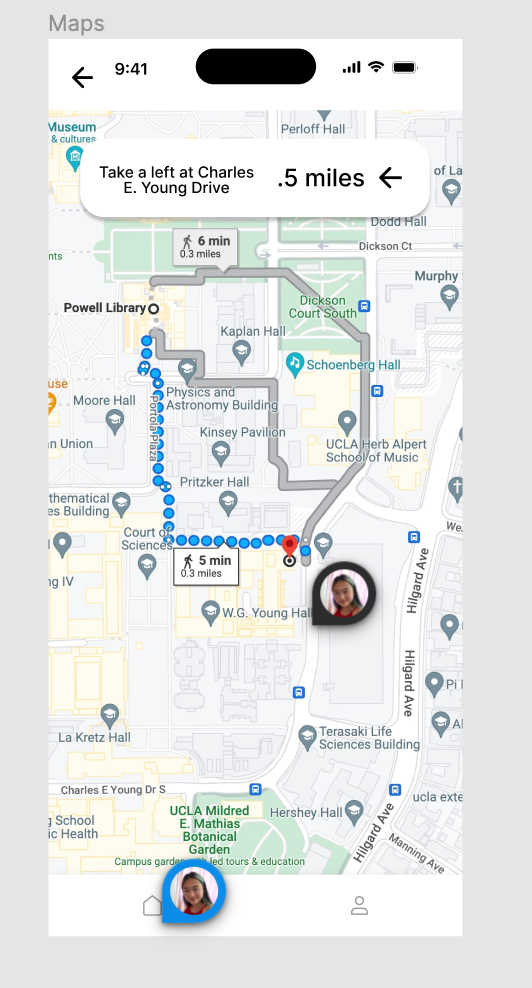 Maps
9:41
Museum
& cultures
Perloff Hall
Take a left at Charles
E. Young Drive
.5 miles
of La
Dodd Hall
Dickson Ct
nts
6 min
0.3 miles
Murphy
Powell Library
Dickson
Court South
Kaplan Hall
Schoenberg Hall
use
Physics and
Astronomy Building
Moore Hall
Portola Plaza
Kinsey Pavilion
n Union
UCLA Herb Alpert
School of Music
Pritzker Hall
thematical
es Building
Court of
Sciences
We
5 min
0.3 miles
ng IV
Hilgard Ave
W.G. Young Hall
Hilgard Ave
Pi
La Kretz Hall
Terasaki Life
Sciences Building
Al
Charles E Young Dr S
ucla exte
UCLA Mildred
E. Mathias
Botanical
Garden
Hershey Hall
g School
ic Health
Hilgard Ave
Manning Ave
Campus garden with led tours & education